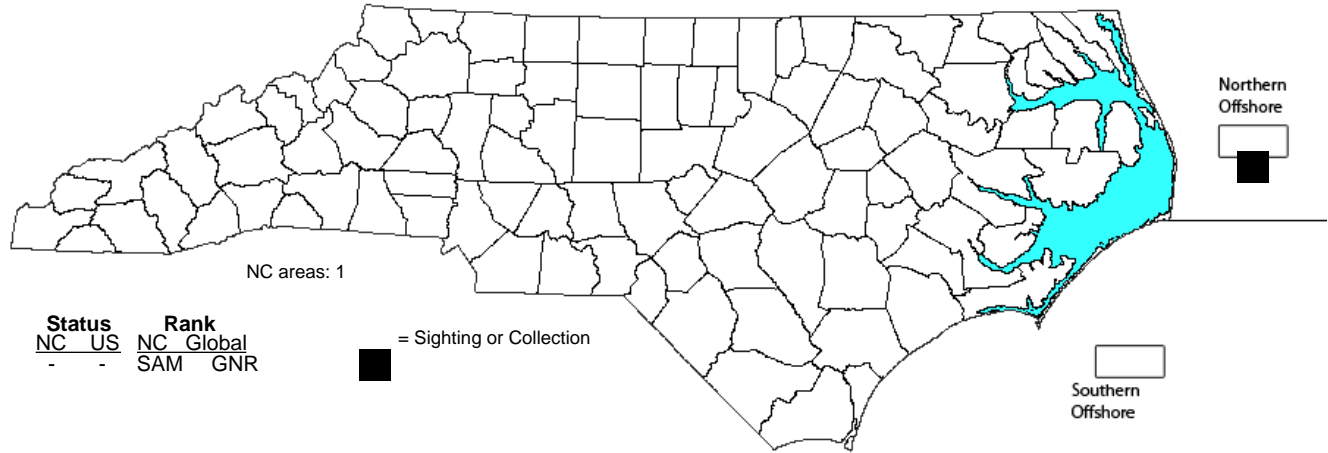 Northern
Offshore
NC areas: 1
Status Rank
NC US NC Global
- - SAM GNR
= Sighting or Collection
Southern
Offshore